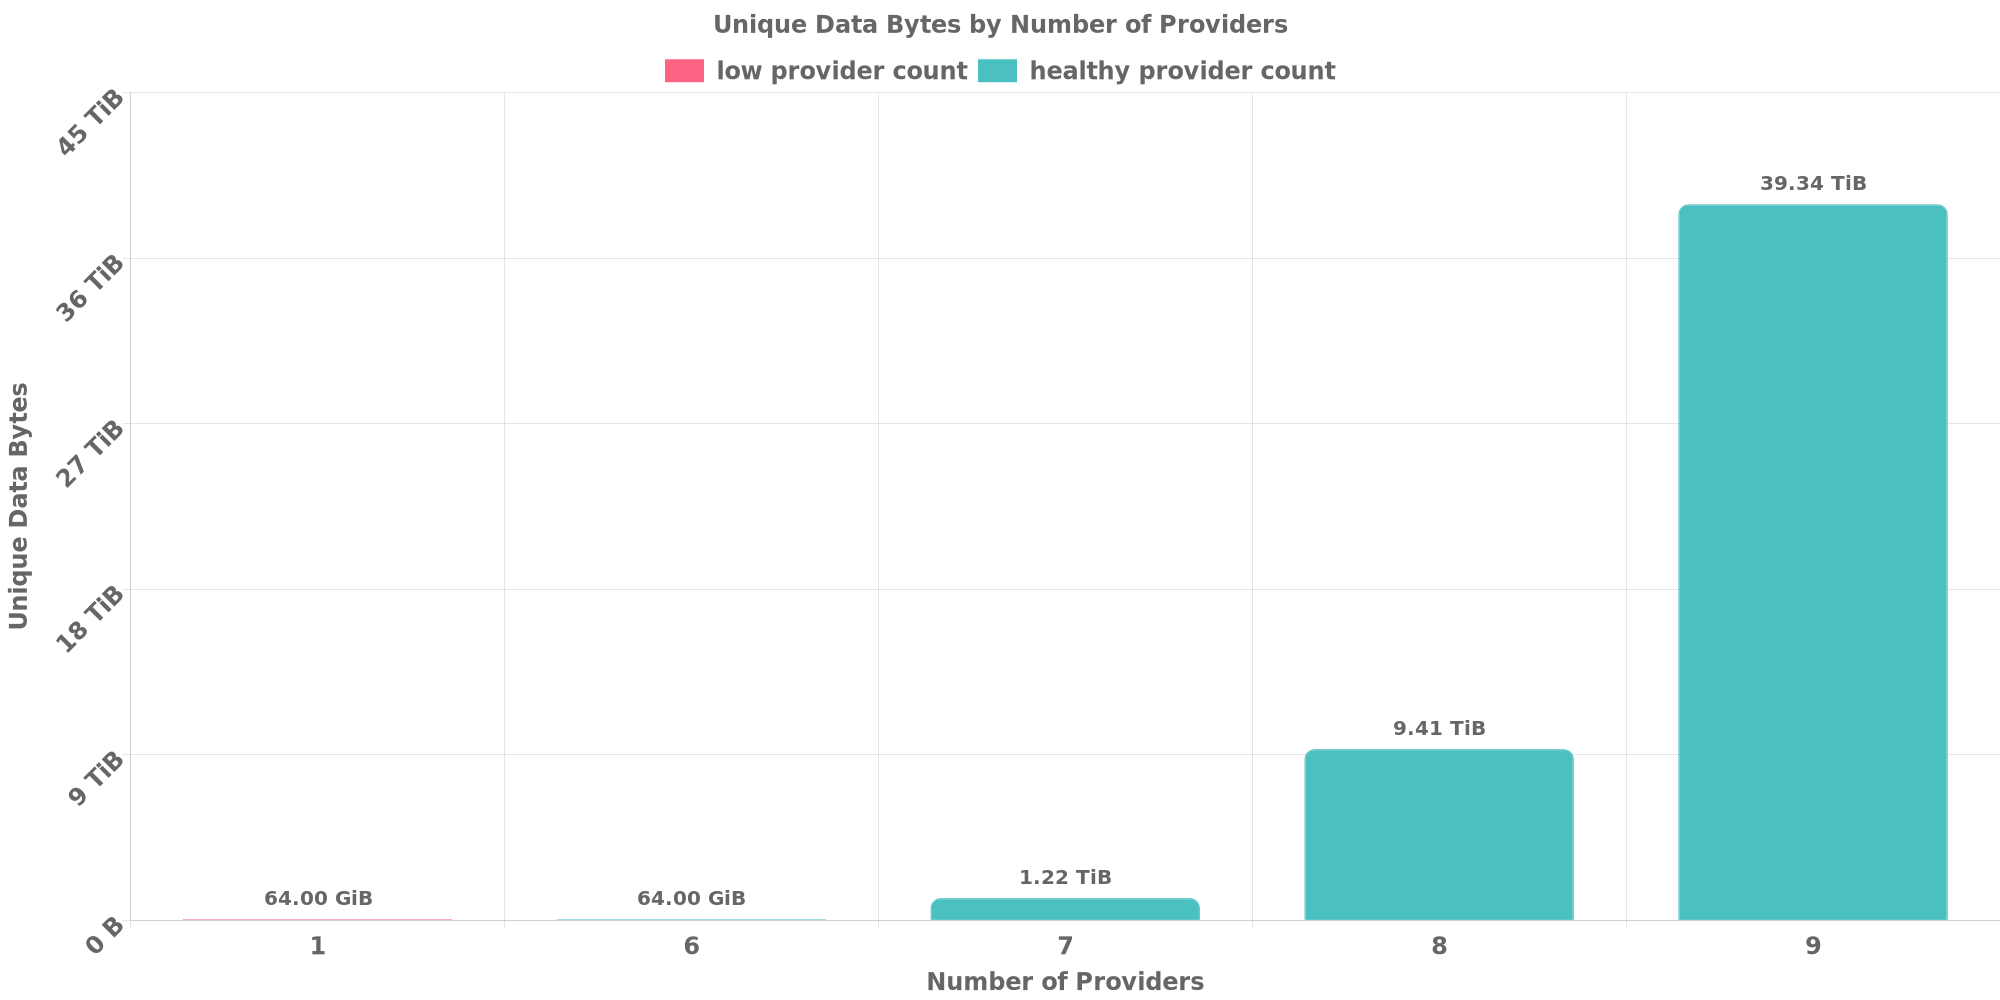 Unique Data Bytes by Number of Providers
low provider count healthy provider count
45 TiB
36 TiB
27 TiB
18 TiB
9 TiB
0 B
Unique Data Bytes
64.00 GiB
64.00 GiB
1.22 TiB
9.41 TiB
39.34 TiB
1 6 7 8 9
Number of Providers